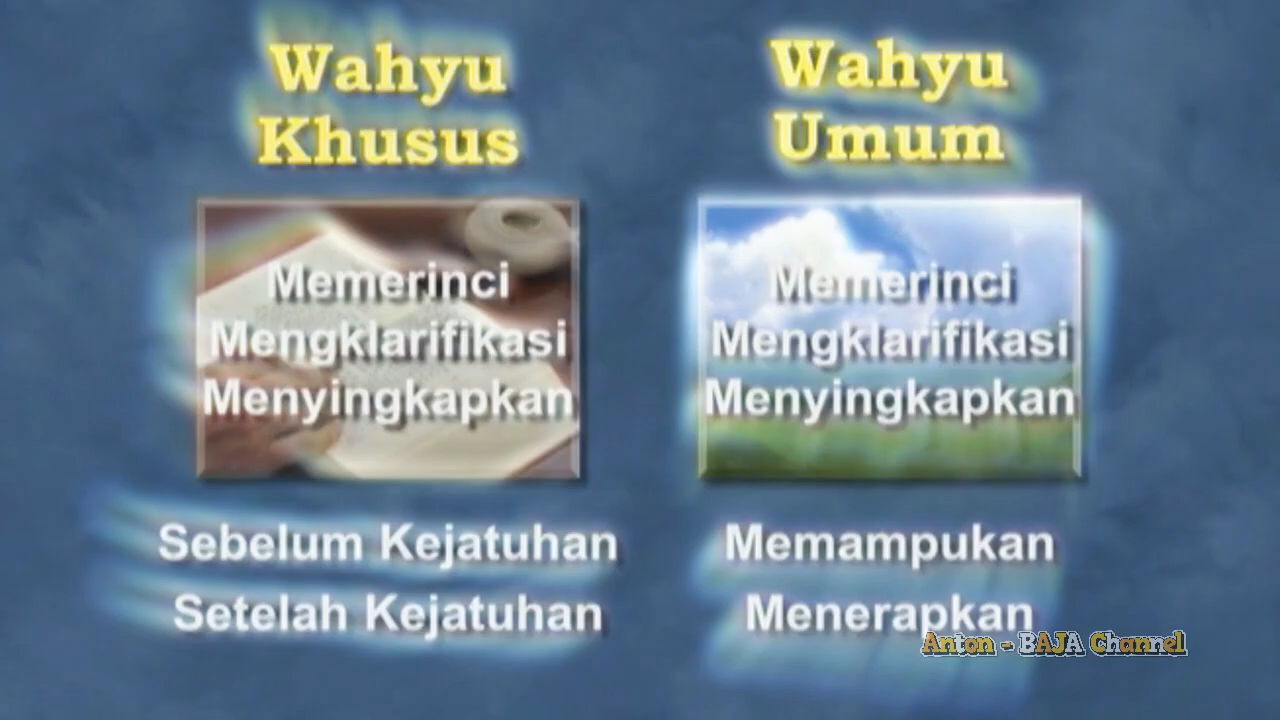 Wahyu
Khusus
Memerinci
Mengklarifikasi
Menyingkapkan
Sebelum Kejatuhan
Setelah Kejatuhan
Wahyu
Umum
Memerinci
Mengklarifikasi
Menyingkapkan
Memampukan
Menerapkan
Anton - BAJA Channel